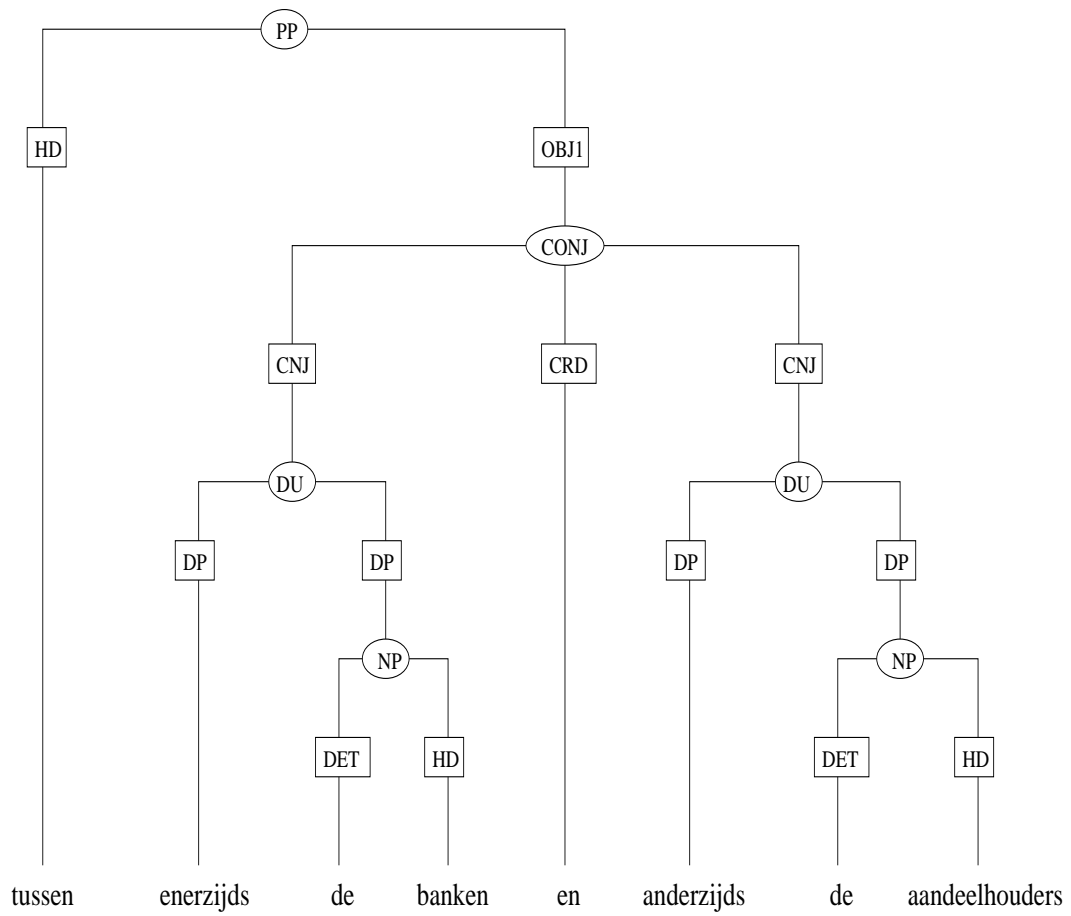 PP
HD OBJ1
CONJ
CNJ CRD CNJ
DU DU
DP DP DP DP
NP NP
DET HD DET HD
tussen enerzijds de banken en anderzijds de aandeelhouders